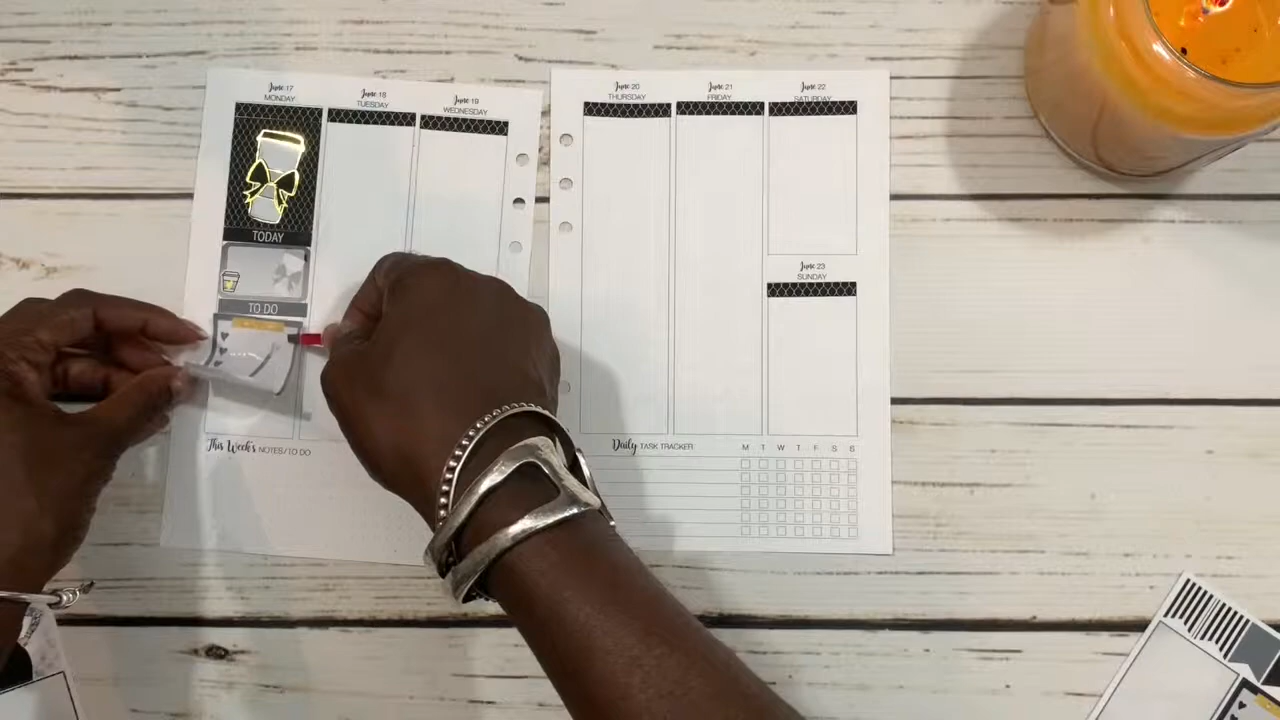 June 17
MONDAY
June 18
TUESDAY
June 19
WEDNESDAY
TODAY
TO DO
This Week's NOTES/TO DO
June 20
THURSDAY
June 21
FRIDAY
June 22
SATURDAY
June 23
SUNDAY
Daily TASK TRACKER
M T W T F S S